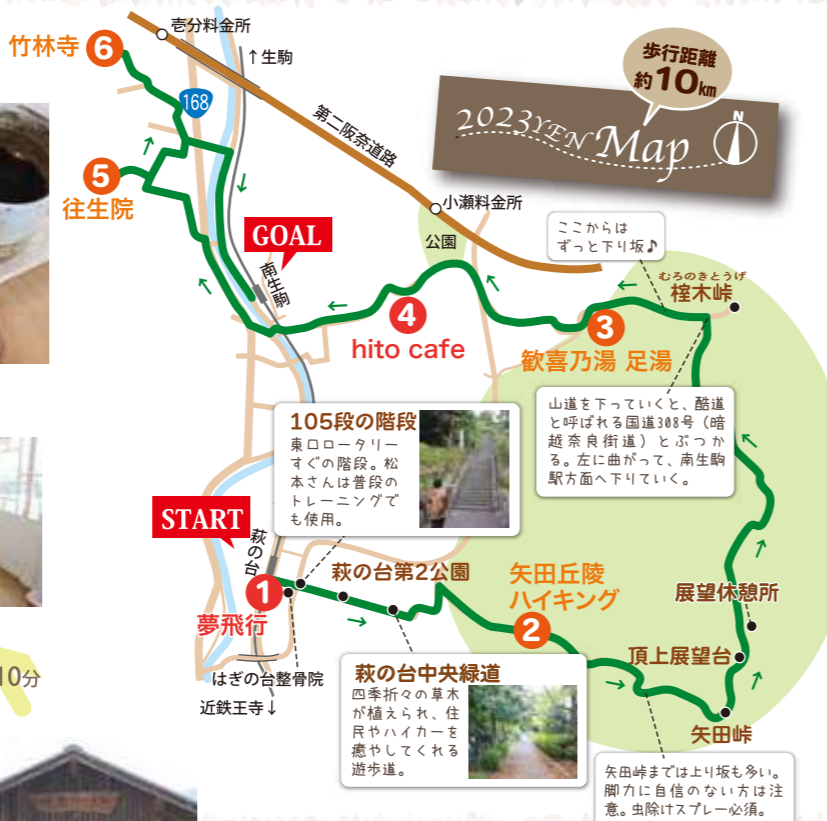 竹林寺
6
壱分料金所
↑生駒
168
第二阪奈道路
歩行距離
約10km
2023YEN Map
N
5
往生院
GOAL
南生駒
小瀬料金所
公園
ここからは
ずっと下り坂♪
むろのきとうげ
榁木峠
4
hito cafe
3
歓喜乃湯 足湯
山道を下っていくと、酷道
と呼ばれる国道308号(暗
越奈良街道)とぶつか
る。左に曲がって、南生駒
駅方面へ下りていく。
105段の階段
東口ロータリー
すぐの階段。松
本さんは普段の
トレーニングで
も使用。
START
萩の台
1
夢飛行
萩の台第2公園
矢田丘陵
ハイキング
2
展望休憩所
頂上展望台
矢田峠
はぎの台整骨院
近鉄王寺↓
萩の台中央緑道
四季折々の草木
が植えられ、住
民やハイカーを
癒やしてくれる
遊歩道。
矢田峠までは上り坂も多い。
脚力に自信のない方は注
意。虫除けスプレー必須。
10分